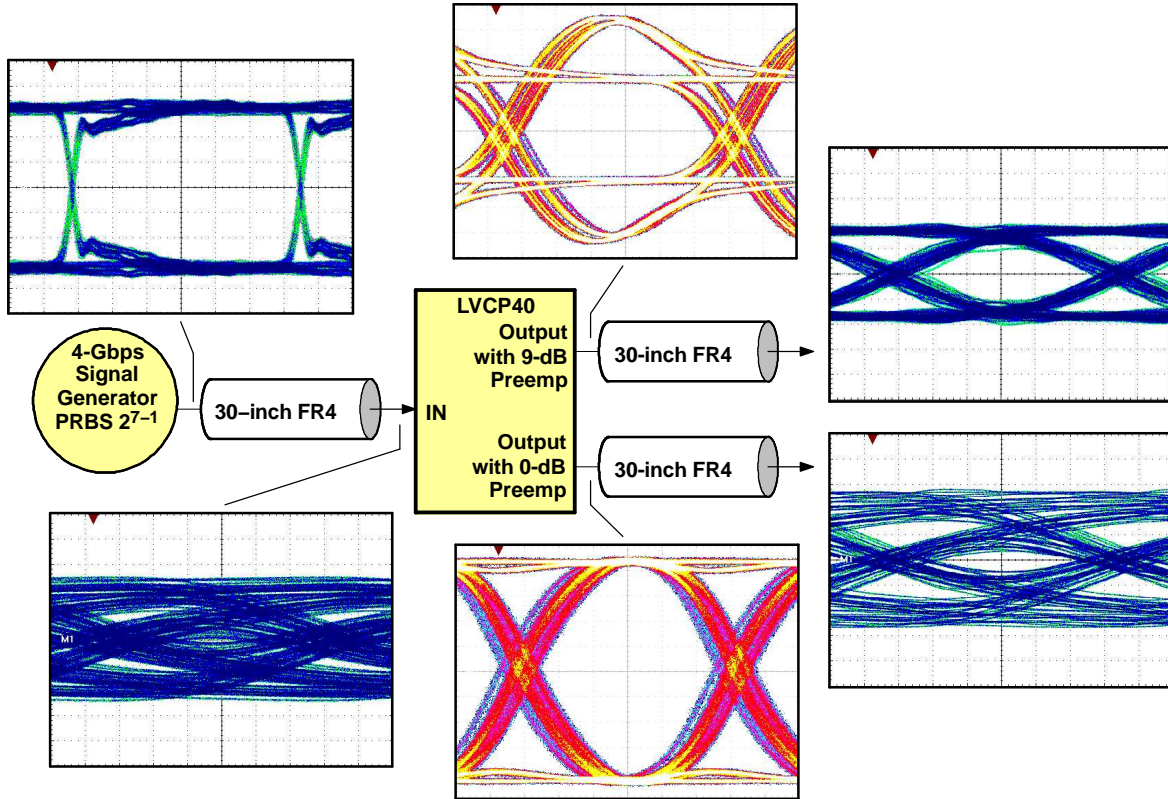 4-Gbps
Signal
Generator
PRBS 2⁷⁻¹
30–inch FR4
LVCP40
Output
with 9-dB
Preemp
IN
Output
with 0-dB
Preemp
30-inch FR4
30-inch FR4
M1
M1